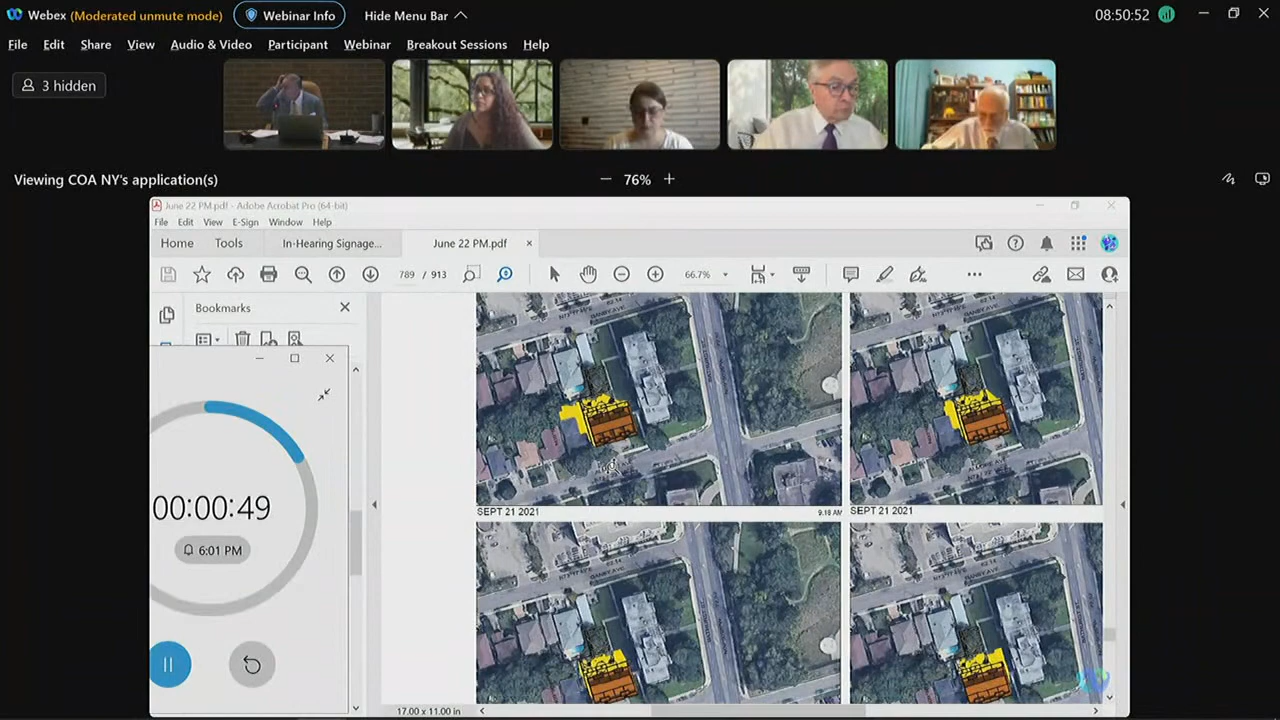 Webex (Moderated unmute mode) Webinar Info Hide Menu Bar 08:50:52
File Edit Share View Audio & Video Participant Webinar Breakout Sessions Help
3 hidden
Viewing COA NY's application(s) 76%
June 22 PM.pdf - Adobe Acrobat Pro (64-bit)
File Edit View E-Sign Window Help
Home Tools In-Hearing Signage... June 22 PM.pdf
789 / 913 66.7%
Bookmarks
00:00:49
6:01 PM
SEPT 21 2021 9.18 AM SEPT 21 2021
17.00 x 11.00 in